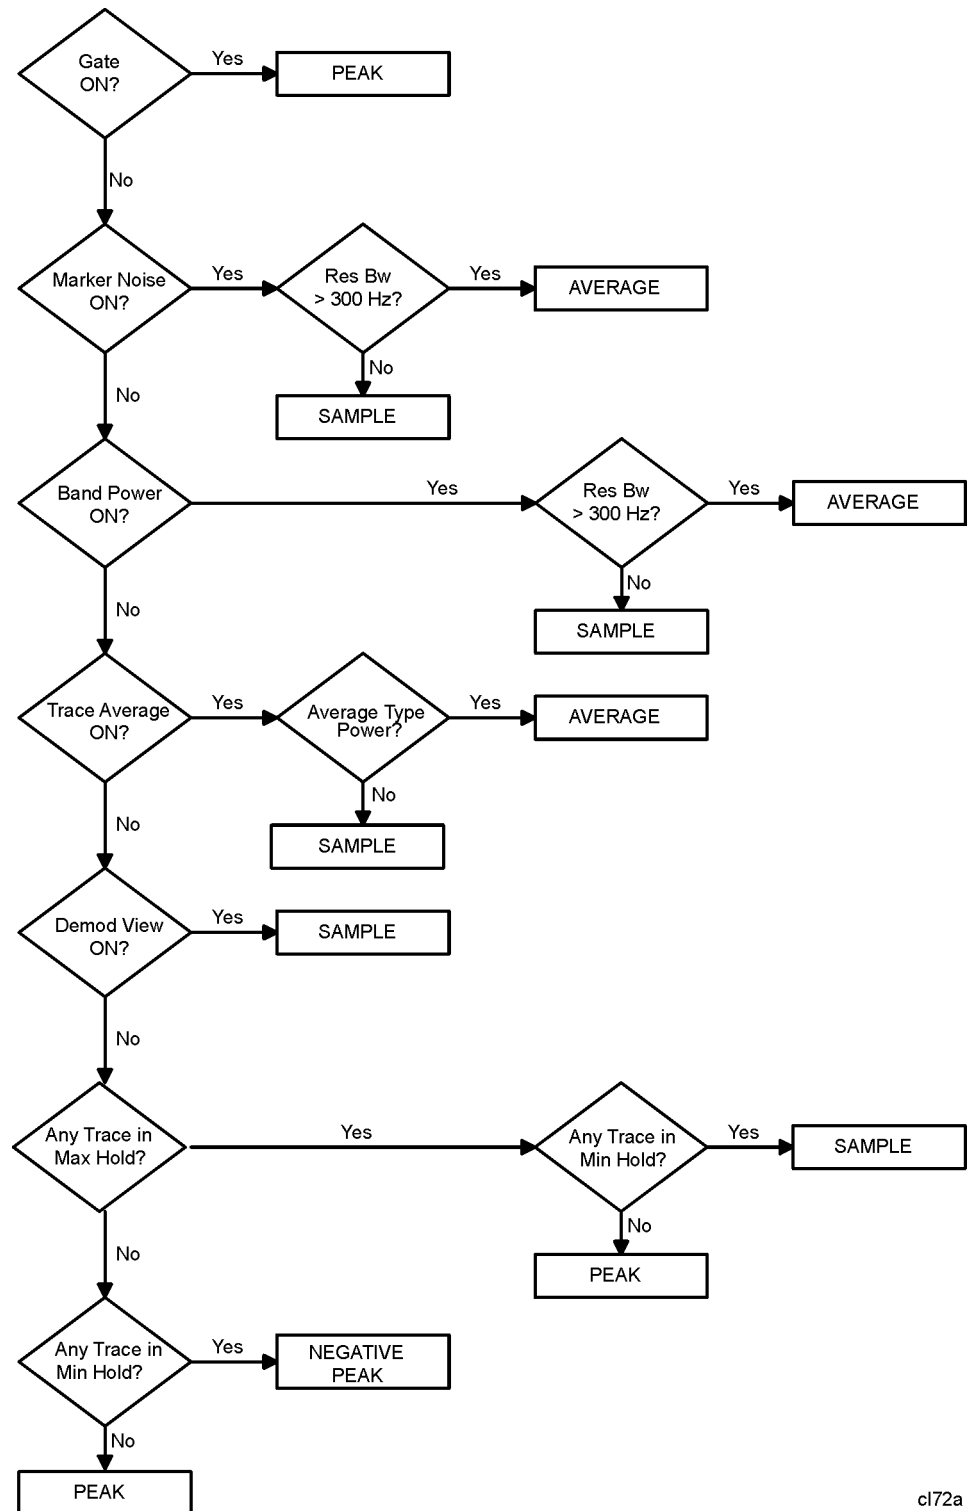 Gate
ON?
Yes
PEAK
No
Marker Noise
ON?
Yes
Res Bw
> 300 Hz?
Yes
AVERAGE
No
SAMPLE
No
Band Power
ON?
Yes
Res Bw
> 300 Hz?
Yes
AVERAGE
No
SAMPLE
No
Trace Average
ON?
Yes
Average Type
Power?
Yes
AVERAGE
No
SAMPLE
No
Demod View
ON?
Yes
SAMPLE
No
Any Trace in
Max Hold?
Yes
Any Trace in
Min Hold?
Yes
SAMPLE
No
PEAK
No
Any Trace in
Min Hold?
Yes
NEGATIVE
PEAK
No
PEAK
cl72a